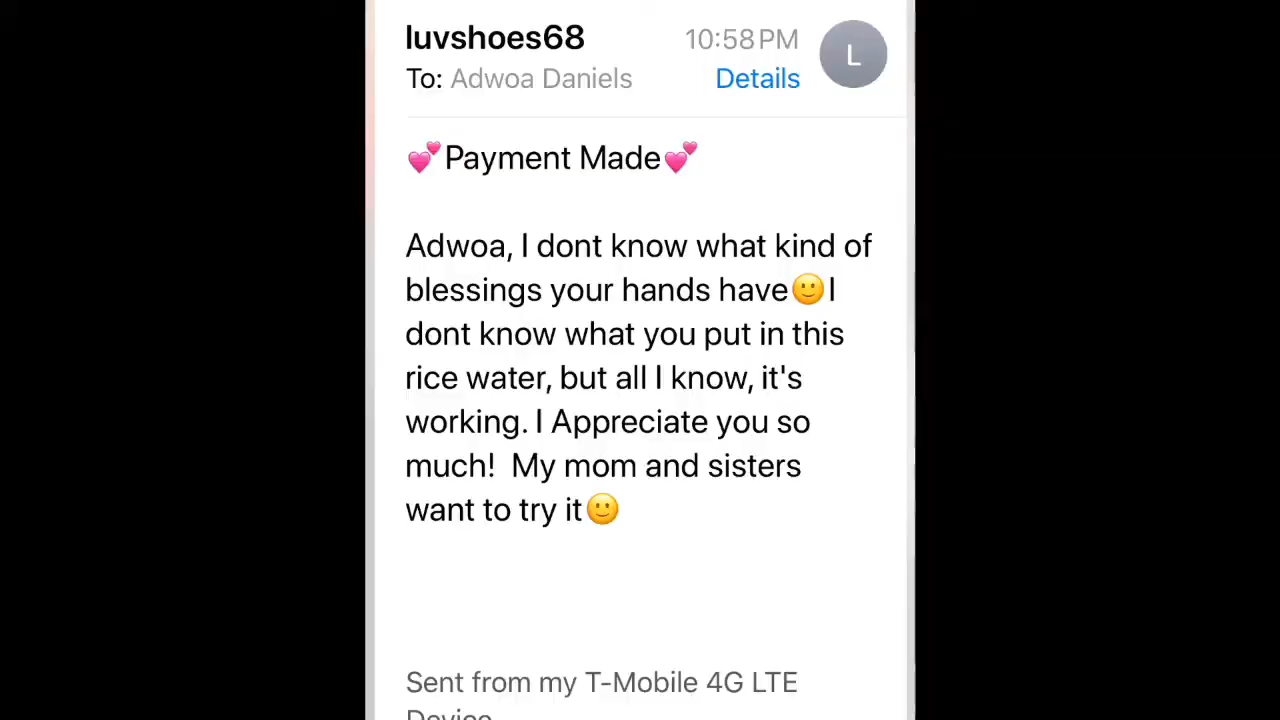 luvshoes68
10:58 PM
L
To: Adwoa Daniels
Details
💕Payment Made💕
Adwoa, I dont know what kind of
blessings your hands have🙂I
dont know what you put in this
rice water, but all I know, it's
working. I Appreciate you so
much!  My mom and sisters
want to try it🙂
Sent from my T-Mobile 4G LTE
Device